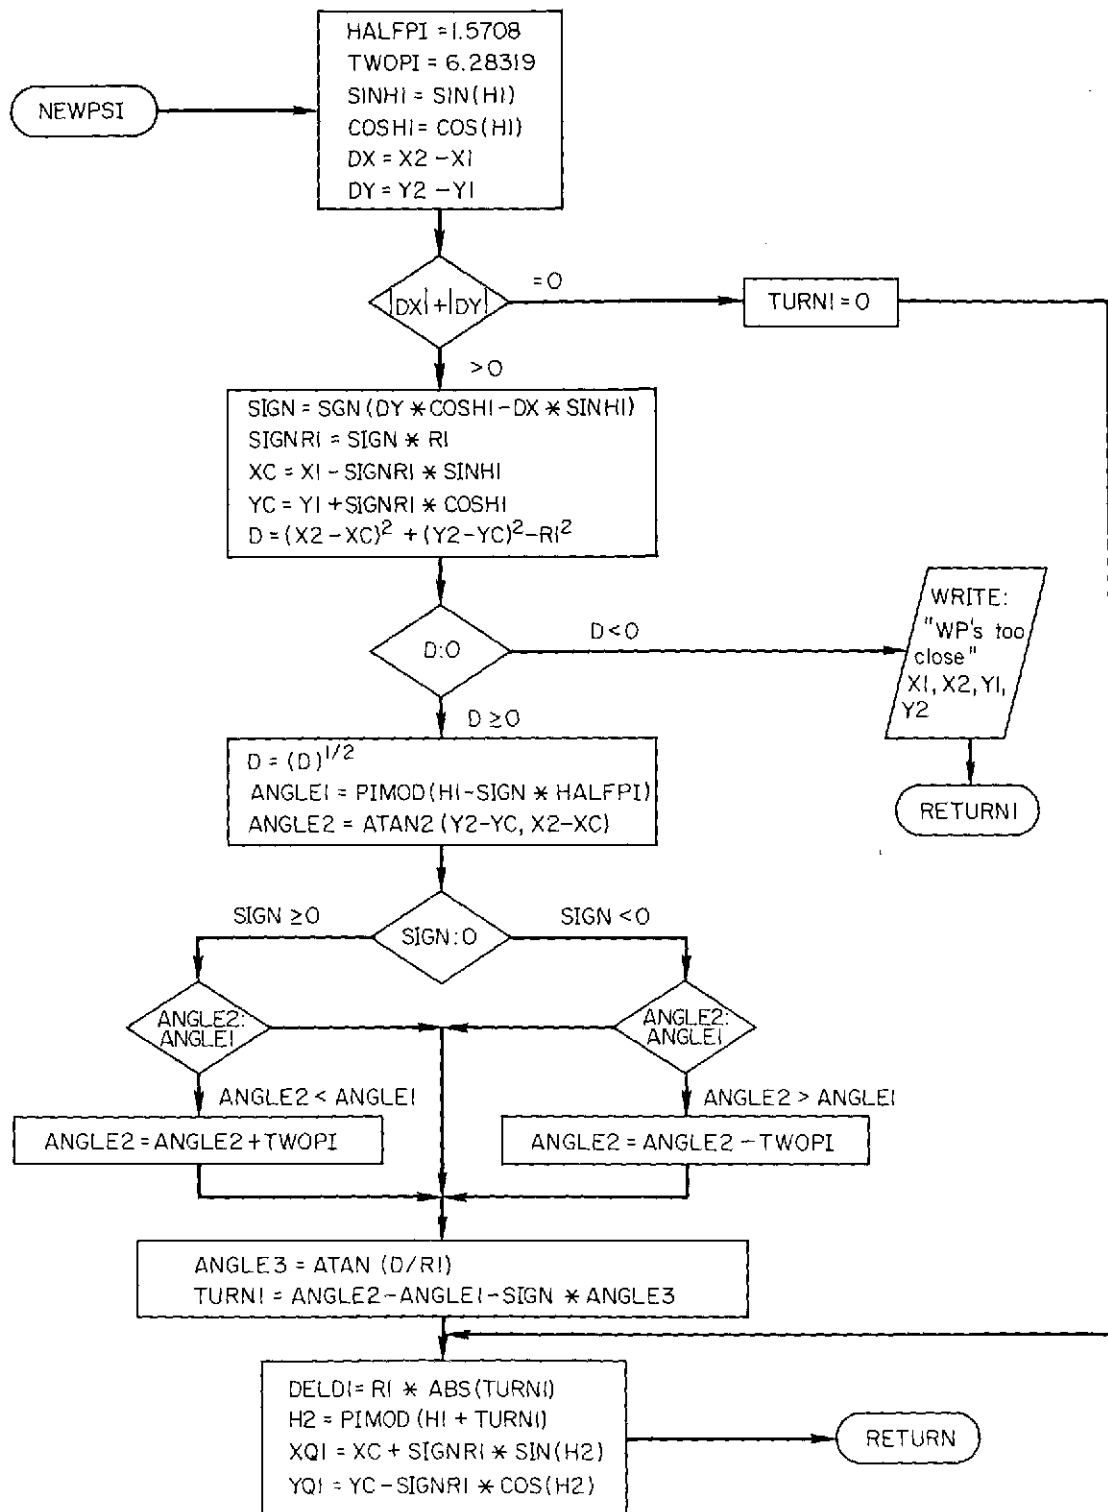 HALFPI = 1.5708
TWOPI = 6.28319
SINH1 = SIN(H1)
COSH1 = COS(H1)
DX = X2 - X1
DY = Y2 - Y1
NEWPSI
|DX| + |DY|
= 0
TURN1 = 0
> 0
SIGN = SGN(DY * COSH1 - DX * SINH1)
SIGNR1 = SIGN * R1
XC = X1 - SIGNR1 * SINH1
YC = Y1 + SIGNR1 * COSH1
D = (X2 - XC)² + (Y2 - YC)² - R1²
D:0
D < 0
WRITE:
"WP's too
close"
X1, X2, Y1,
Y2
RETURN1
D ≥ 0
D = (D)^1/2
ANGLE1 = PIMOD(H1 - SIGN * HALFPI)
ANGLE2 = ATAN2(Y2-YC, X2-XC)
SIGN ≥ 0
SIGN:0
SIGN < 0
ANGLE2:
ANGLE1
ANGLE2:
ANGLE1
ANGLE2 < ANGLE1
ANGLE2 > ANGLE1
ANGLE2 = ANGLE2 + TWOPI
ANGLE2 = ANGLE2 - TWOPI
ANGLE3 = ATAN (D/R1)
TURN1 = ANGLE2 - ANGLE1 - SIGN * ANGLE3
DELD1 = R1 * ABS(TURN1)
H2 = PIMOD (H1 + TURN1)
XQ1 = XC + SIGNR1 * SIN(H2)
YQ1 = YC - SIGNR1 * COS(H2)
RETURN